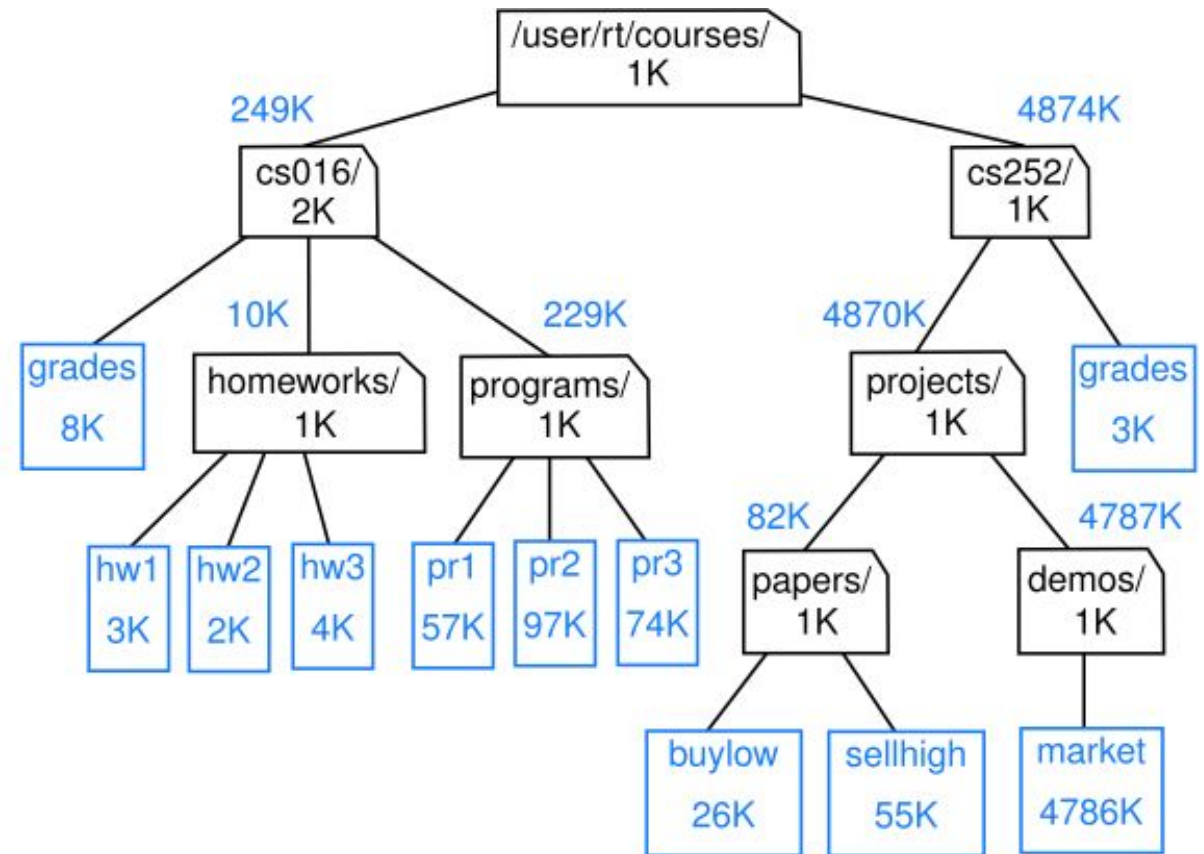 /user/rt/courses/
1K
249K
4874K
cs016/
2K
cs252/
1K
10K
229K
4870K
grades
8K
homeworks/
1K
programs/
1K
projects/
1K
grades
3K
82K
4787K
hw1
3K
hw2
2K
hw3
4K
pr1
57K
pr2
97K
pr3
74K
papers/
1K
demos/
1K
buylow
26K
sellhigh
55K
market
4786K